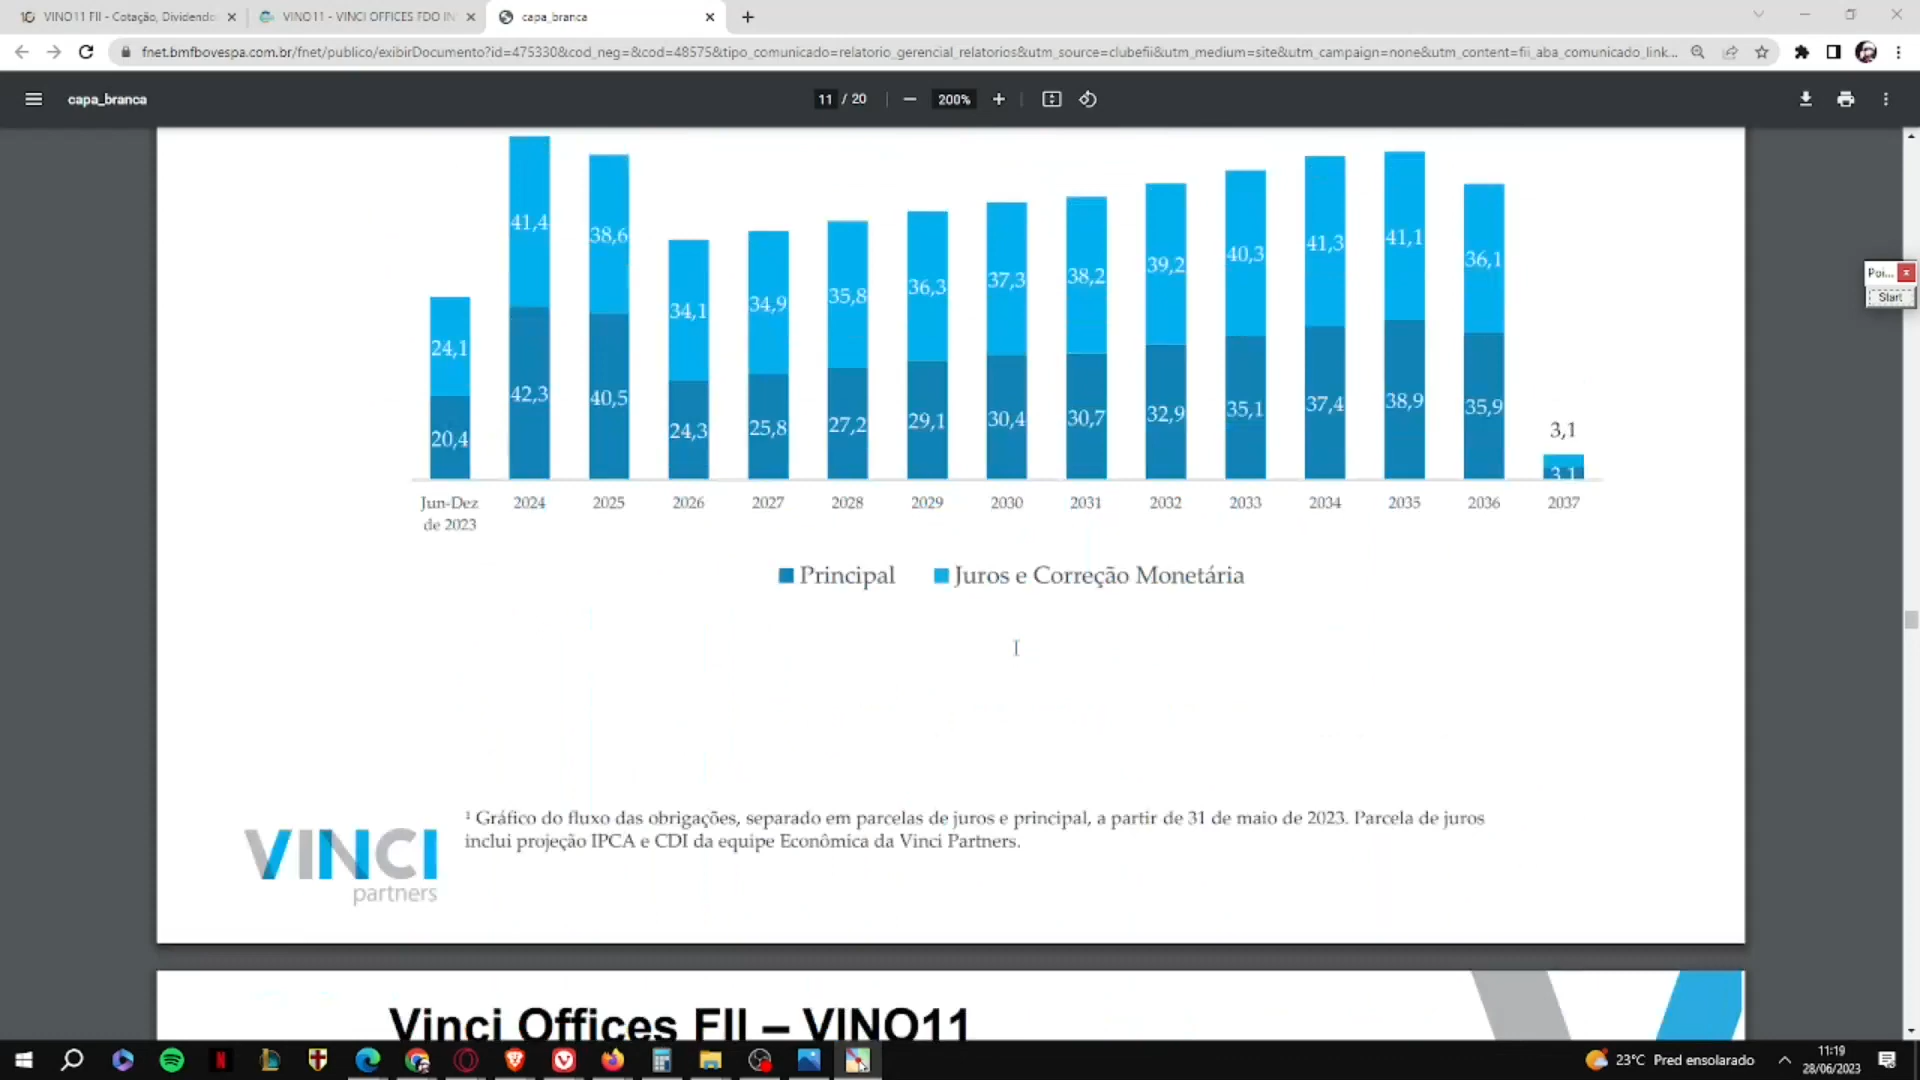 VINO11 FII - Cotação, Dividendo
VINO11 - VINCI OFFICES FDO IN
capa_branca
fnet.bmfbovespa.com.br/fnet/publico/exibirDocumento?id=475330&cod_neg=&cod=48575&tipo_comunicado=relatorio_gerencial_relatorios&utm_source=clubefii&utm_medium=site&utm_campaign=none&utm_content=fii_aba_comunicado_link...
capa_branca
11 / 20
200%
Poi...
Start
41,4 38,6 34,1 34,9 35,8 36,3 37,3 38,2 39,2 40,3 41,3 41,1 36,1
24,1
42,3 40,5 24,3 25,8 27,2 29,1 30,4 30,7 32,9 35,1 37,4 38,9 35,9 3,1
20,4 3,1
Jun-Dez 2024 2025 2026 2027 2028 2029 2030 2031 2032 2033 2034 2035 2036 2037
de 2023
Principal Juros e Correção Monetária
¹ Gráfico do fluxo das obrigações, separado em parcelas de juros e principal, a partir de 31 de maio de 2023. Parcela de juros
inclui projeção IPCA e CDI da equipe Econômica da Vinci Partners.
VINCI
partners
Vinci Offices FII – VINO11
23°C Pred ensolarado
11:19
28/06/2023